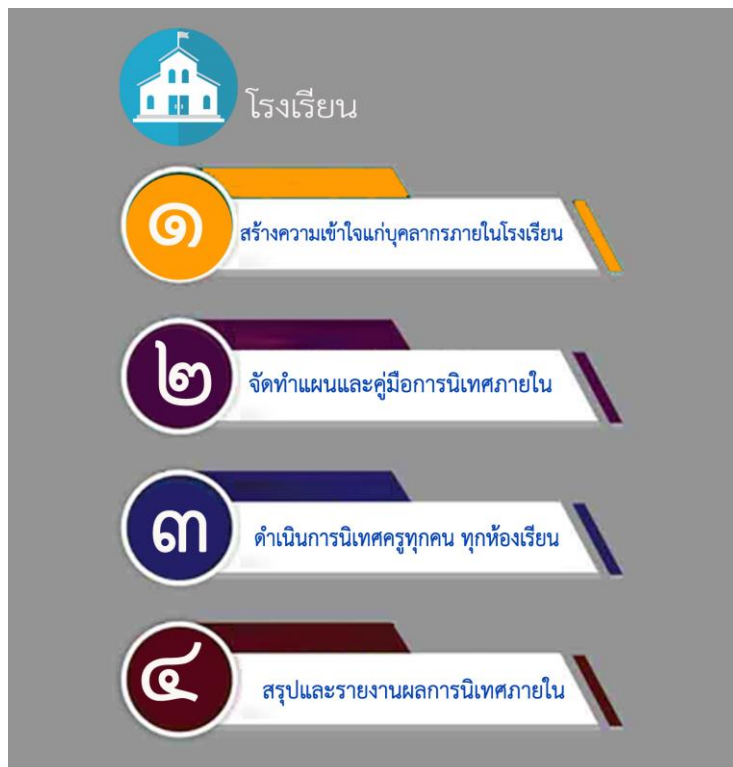 โรงเรียน
๑
สร้างความเข้าใจแก่บุคลากรภายในโรงเรียน
๒
จัดทำแผนและคู่มือการนิเทศภายใน
๓
ดำเนินการนิเทศครูทุกคน ทุกห้องเรียน
๔
สรุปและรายงานผลการนิเทศภายใน